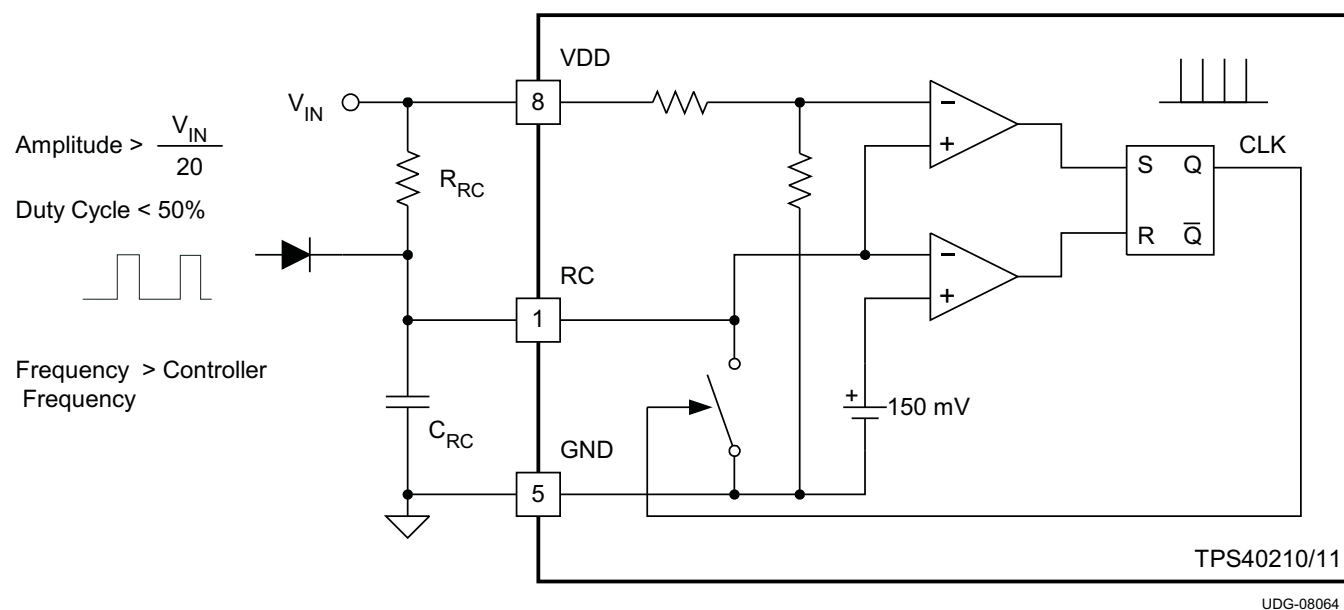 VDD
V_IN
8
Amplitude > V_IN / 20
Duty Cycle < 50%
R_RC
RC
1
Frequency > Controller
Frequency
C_RC
GND
5
− +
− +
S Q
R Q̅
CLK
+
150 mV
TPS40210/11
UDG-08064